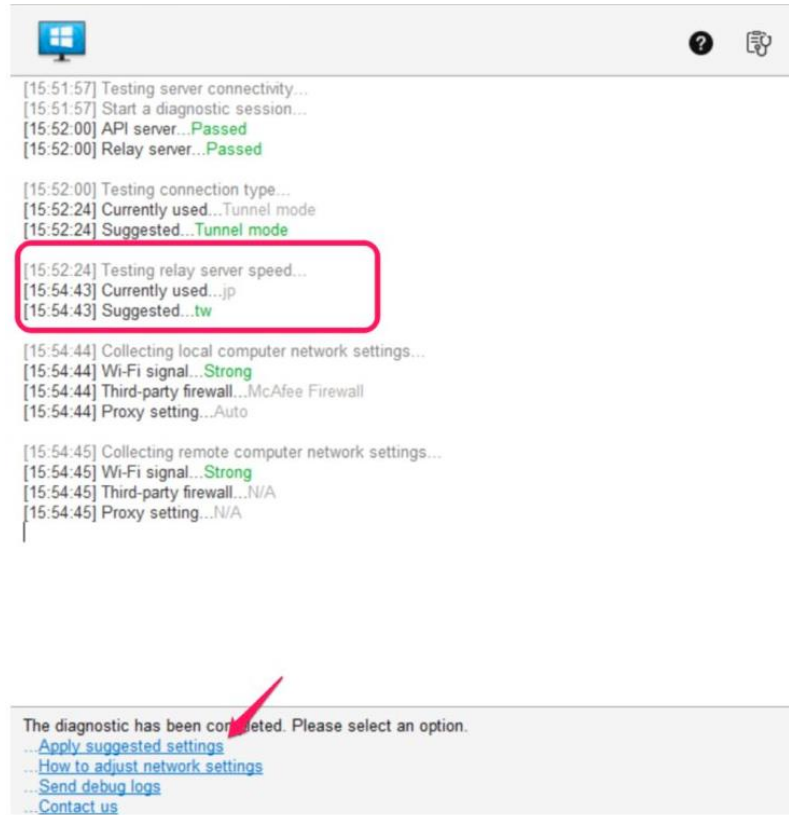 [15:51:57] Testing server connectivity...
[15:51:57] Start a diagnostic session...
[15:52:00] API server...Passed
[15:52:00] Relay server...Passed
[15:52:00] Testing connection type...
[15:52:24] Currently used...Tunnel mode
[15:52:24] Suggested...Tunnel mode
[15:52:24] Testing relay server speed...
[15:54:43] Currently used...jp
[15:54:43] Suggested...tw
[15:54:44] Collecting local computer network settings...
[15:54:44] Wi-Fi signal...Strong
[15:54:44] Third-party firewall...McAfee Firewall
[15:54:44] Proxy setting...Auto
[15:54:45] Collecting remote computer network settings...
[15:54:45] Wi-Fi signal...Strong
[15:54:45] Third-party firewall...N/A
[15:54:45] Proxy setting...N/A
The diagnostic has been completed. Please select an option.
...Apply suggested settings
...How to adjust network settings
...Send debug logs
...Contact us